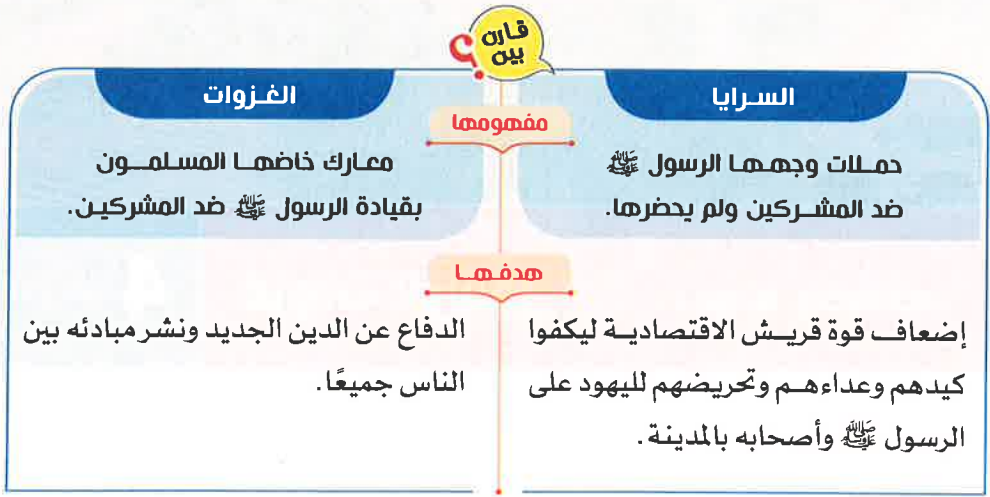 قارن
بين
؟
السرايا
الغزوات
مفهومها
حملات وجهها الرسول ﷺ
ضد المشركين ولم يحضرها.
معارك خاضها المسلمون
بقيادة الرسول ﷺ ضد المشركين.
هدفها
إضعاف قوة قريش الاقتصادية ليكفوا
كيدهم وعداءهم وتحريضهم لليهود على
الرسول ﷺ وأصحابه بالمدينة.
الدفاع عن الدين الجديد ونشر مبادئه بين
الناس جميعًا.